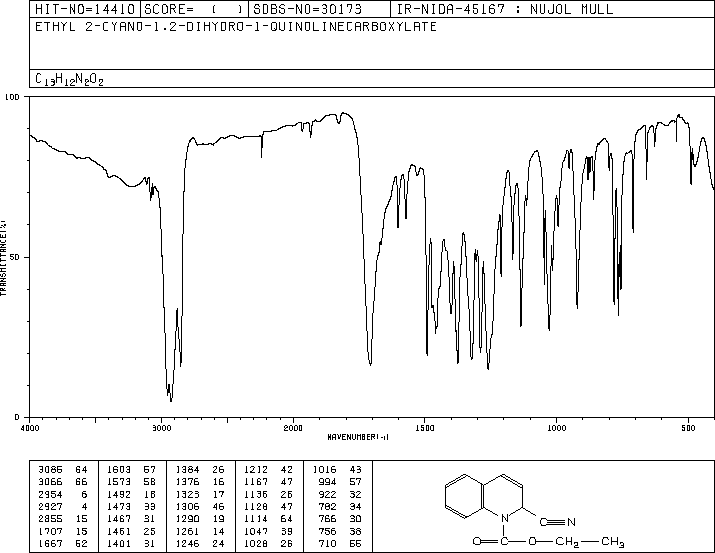 HIT-NO=14410 SCORE= ( ) SDBS-NO=30173 IR-NIDA-45167 : NUJOL MULL
ETHYL 2-CYANO-1,2-DIHYDRO-1-QUINOLINECARBOXYLATE
C13H12N2O2
100
50
0
TRANSMITTANCE(%)
4000 3000 2000 1500 1000 500
WAVENUMBER(-1)
3085 64 1603 57 1384 26 1212 42 1016 43
3066 66 1573 58 1376 16 1167 47 994 57
2954 6 1492 18 1323 17 1136 26 922 32
2927 4 1473 33 1306 46 1128 47 782 34
2855 15 1467 31 1290 19 1114 64 766 30
1707 15 1461 25 1261 14 1047 39 756 38
1667 52 1401 31 1246 24 1028 26 710 55
N C≡N
O=C—O—CH2—CH3